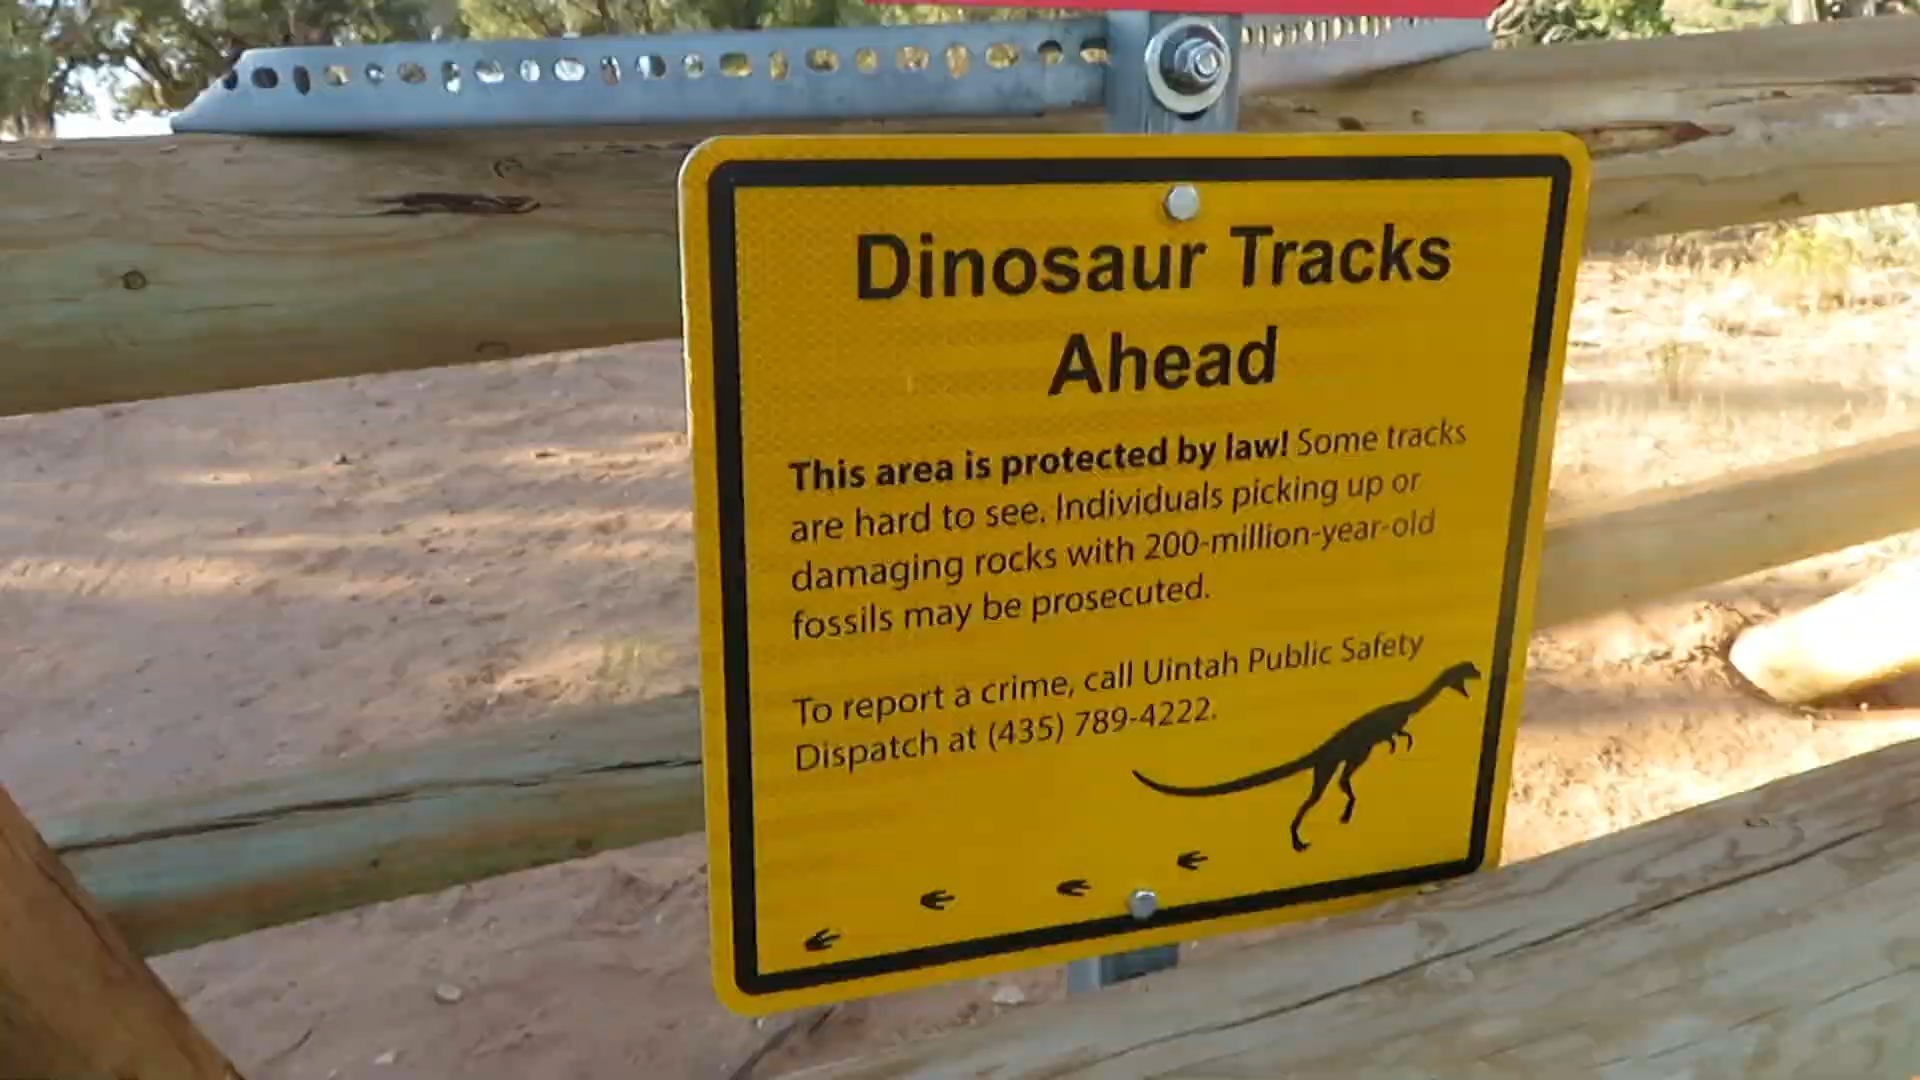 Dinosaur Tracks
Ahead
This area is protected by law! Some tracks
are hard to see. Individuals picking up or
damaging rocks with 200-million-year-old
fossils may be prosecuted.
To report a crime, call Uintah Public Safety
Dispatch at (435) 789-4222.